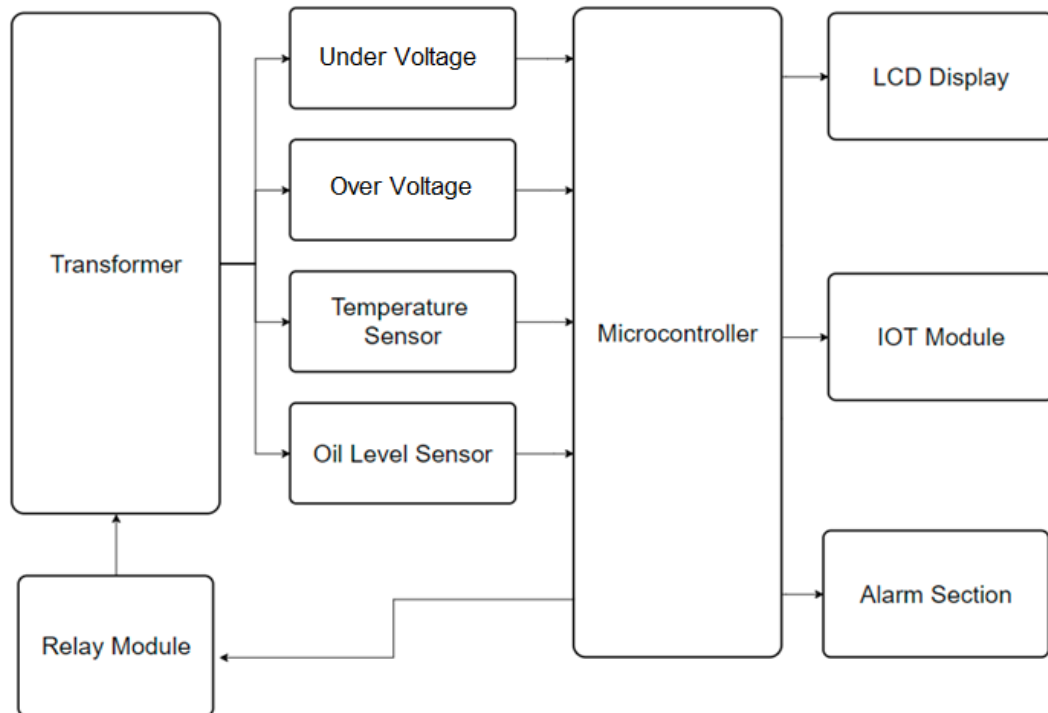 Transformer
Under Voltage
Over Voltage
Temperature
Sensor
Oil Level Sensor
Microcontroller
LCD Display
IOT Module
Alarm Section
Relay Module